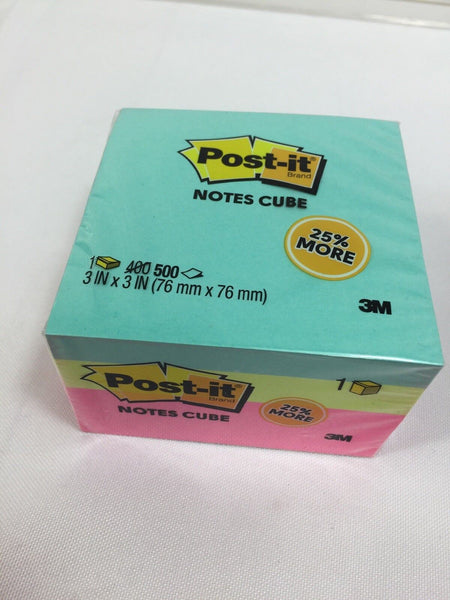 Post-it®
Brand
NOTES CUBE
25%
MORE
1 400 500
3 IN x 3 IN (76 mm x 76 mm)
3M
Post-it®
Brand
NOTES CUBE
25%
MORE
1
3M